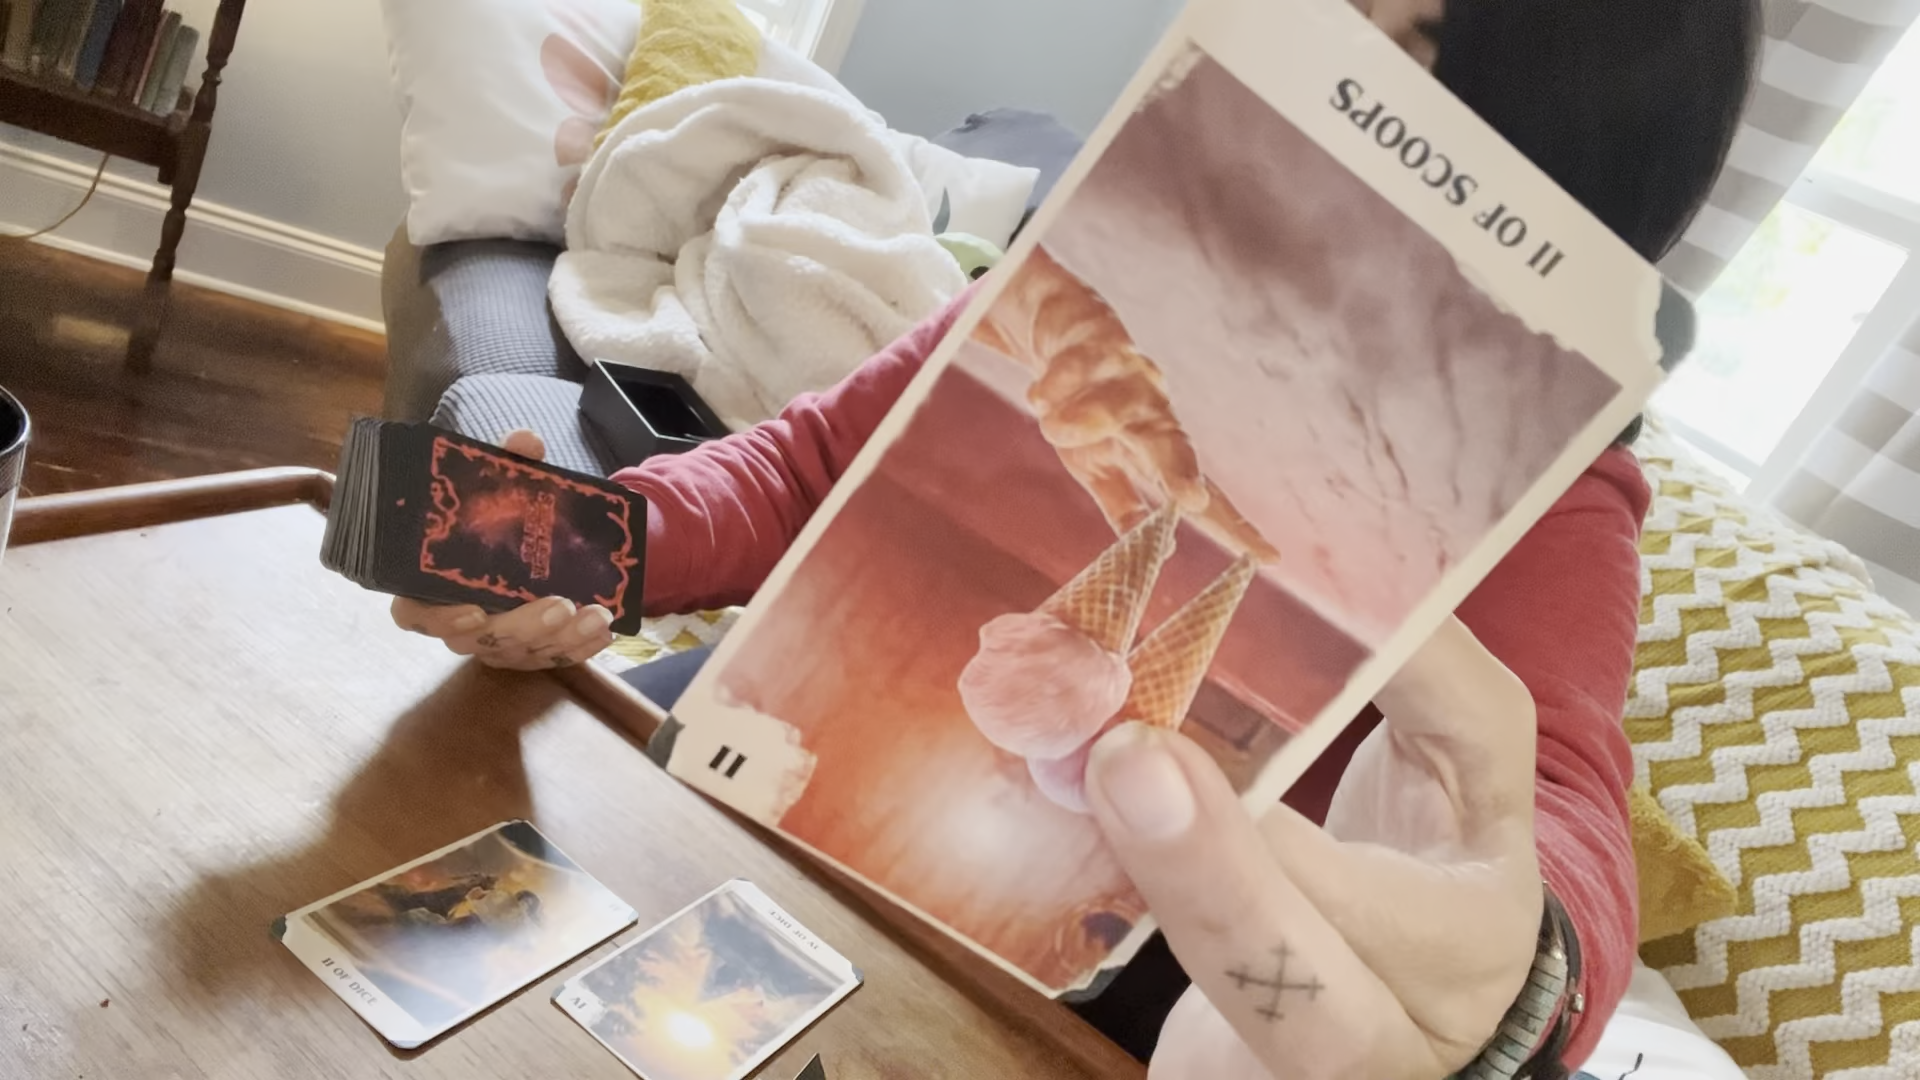 II OF SCOOPS
II
II OF DICE
IV OF DICE
IV